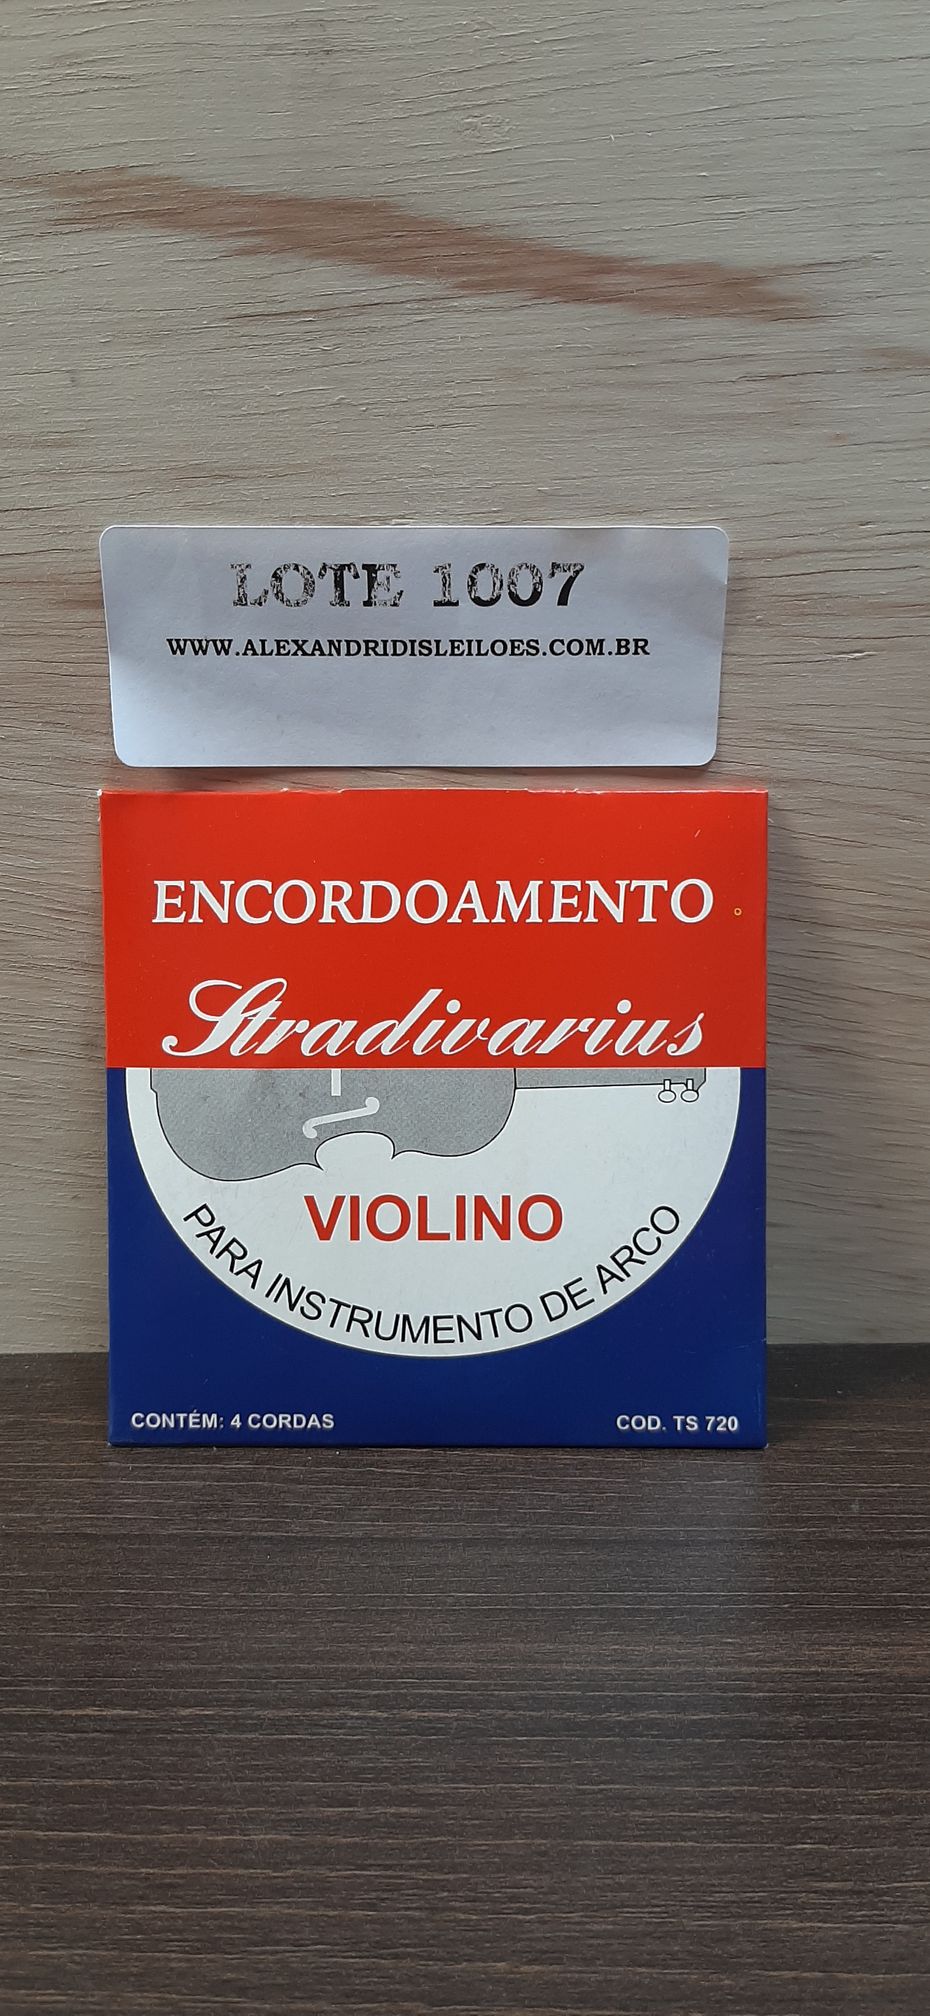 LOTE 1007
WWW.ALEXANDRIDISLEILOES.COM.BR
ENCORDOAMENTO
Stradivarius
VIOLINO
PARA INSTRUMENTO DE ARCO
CONTÉM: 4 CORDAS
COD. TS 720